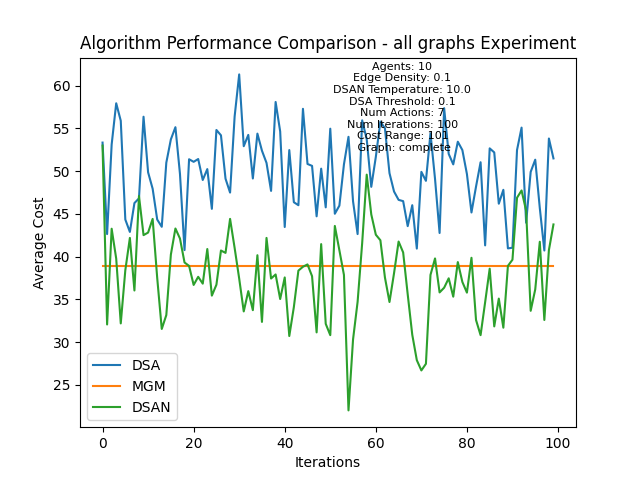 Algorithm Performance Comparison - all graphs Experiment
Agents: 10
Edge Density: 0.1
DSAN Temperature: 10.0
DSA Threshold: 0.1
Num Actions: 7
Num Iterations: 100
Cost Range: 101
Graph: complete
60
55
50
45
40
35
30
25
Average Cost
DSA
MGM
DSAN
0
20
40
60
80
100
Iterations